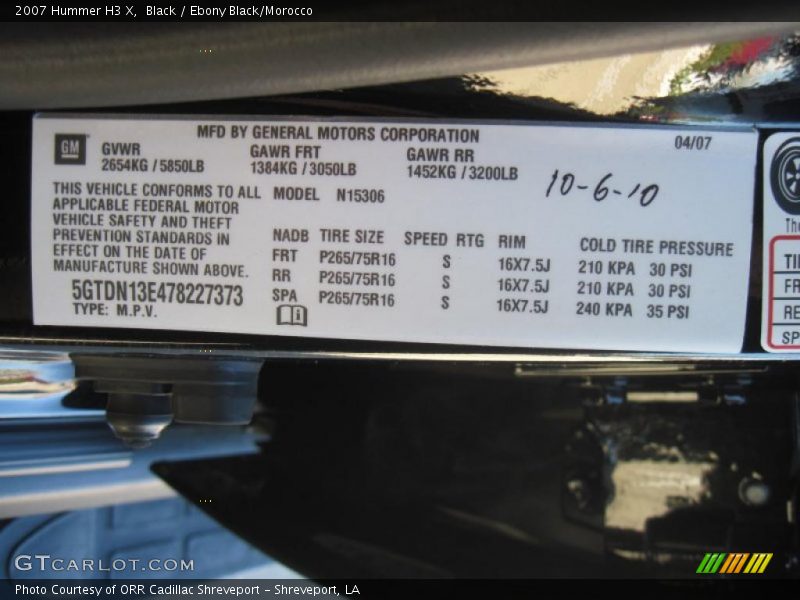 2007 Hummer H3 X,  Black / Ebony Black/Morocco
MFD BY GENERAL MOTORS CORPORATION
04/07
GM
GVWR GAWR FRT GAWR RR
2654KG / 5850LB 1384KG / 3050LB 1452KG / 3200LB
10-6-10
THIS VEHICLE CONFORMS TO ALL
APPLICABLE FEDERAL MOTOR
VEHICLE SAFETY AND THEFT
PREVENTION STANDARDS IN
EFFECT ON THE DATE OF
MANUFACTURE SHOWN ABOVE.
5GTDN13E478227373
TYPE: M.P.V.
MODEL N15306
NADB TIRE SIZE SPEED RTG RIM COLD TIRE PRESSURE
FRT P265/75R16 S 16X7.5J 210 KPA 30 PSI
RR P265/75R16 S 16X7.5J 210 KPA 30 PSI
SPA P265/75R16 S 16X7.5J 240 KPA 35 PSI
The
TI
FR
RE
SP
GTCARLOT.COM
Photo Courtesy of ORR Cadillac Shreveport - Shreveport, LA